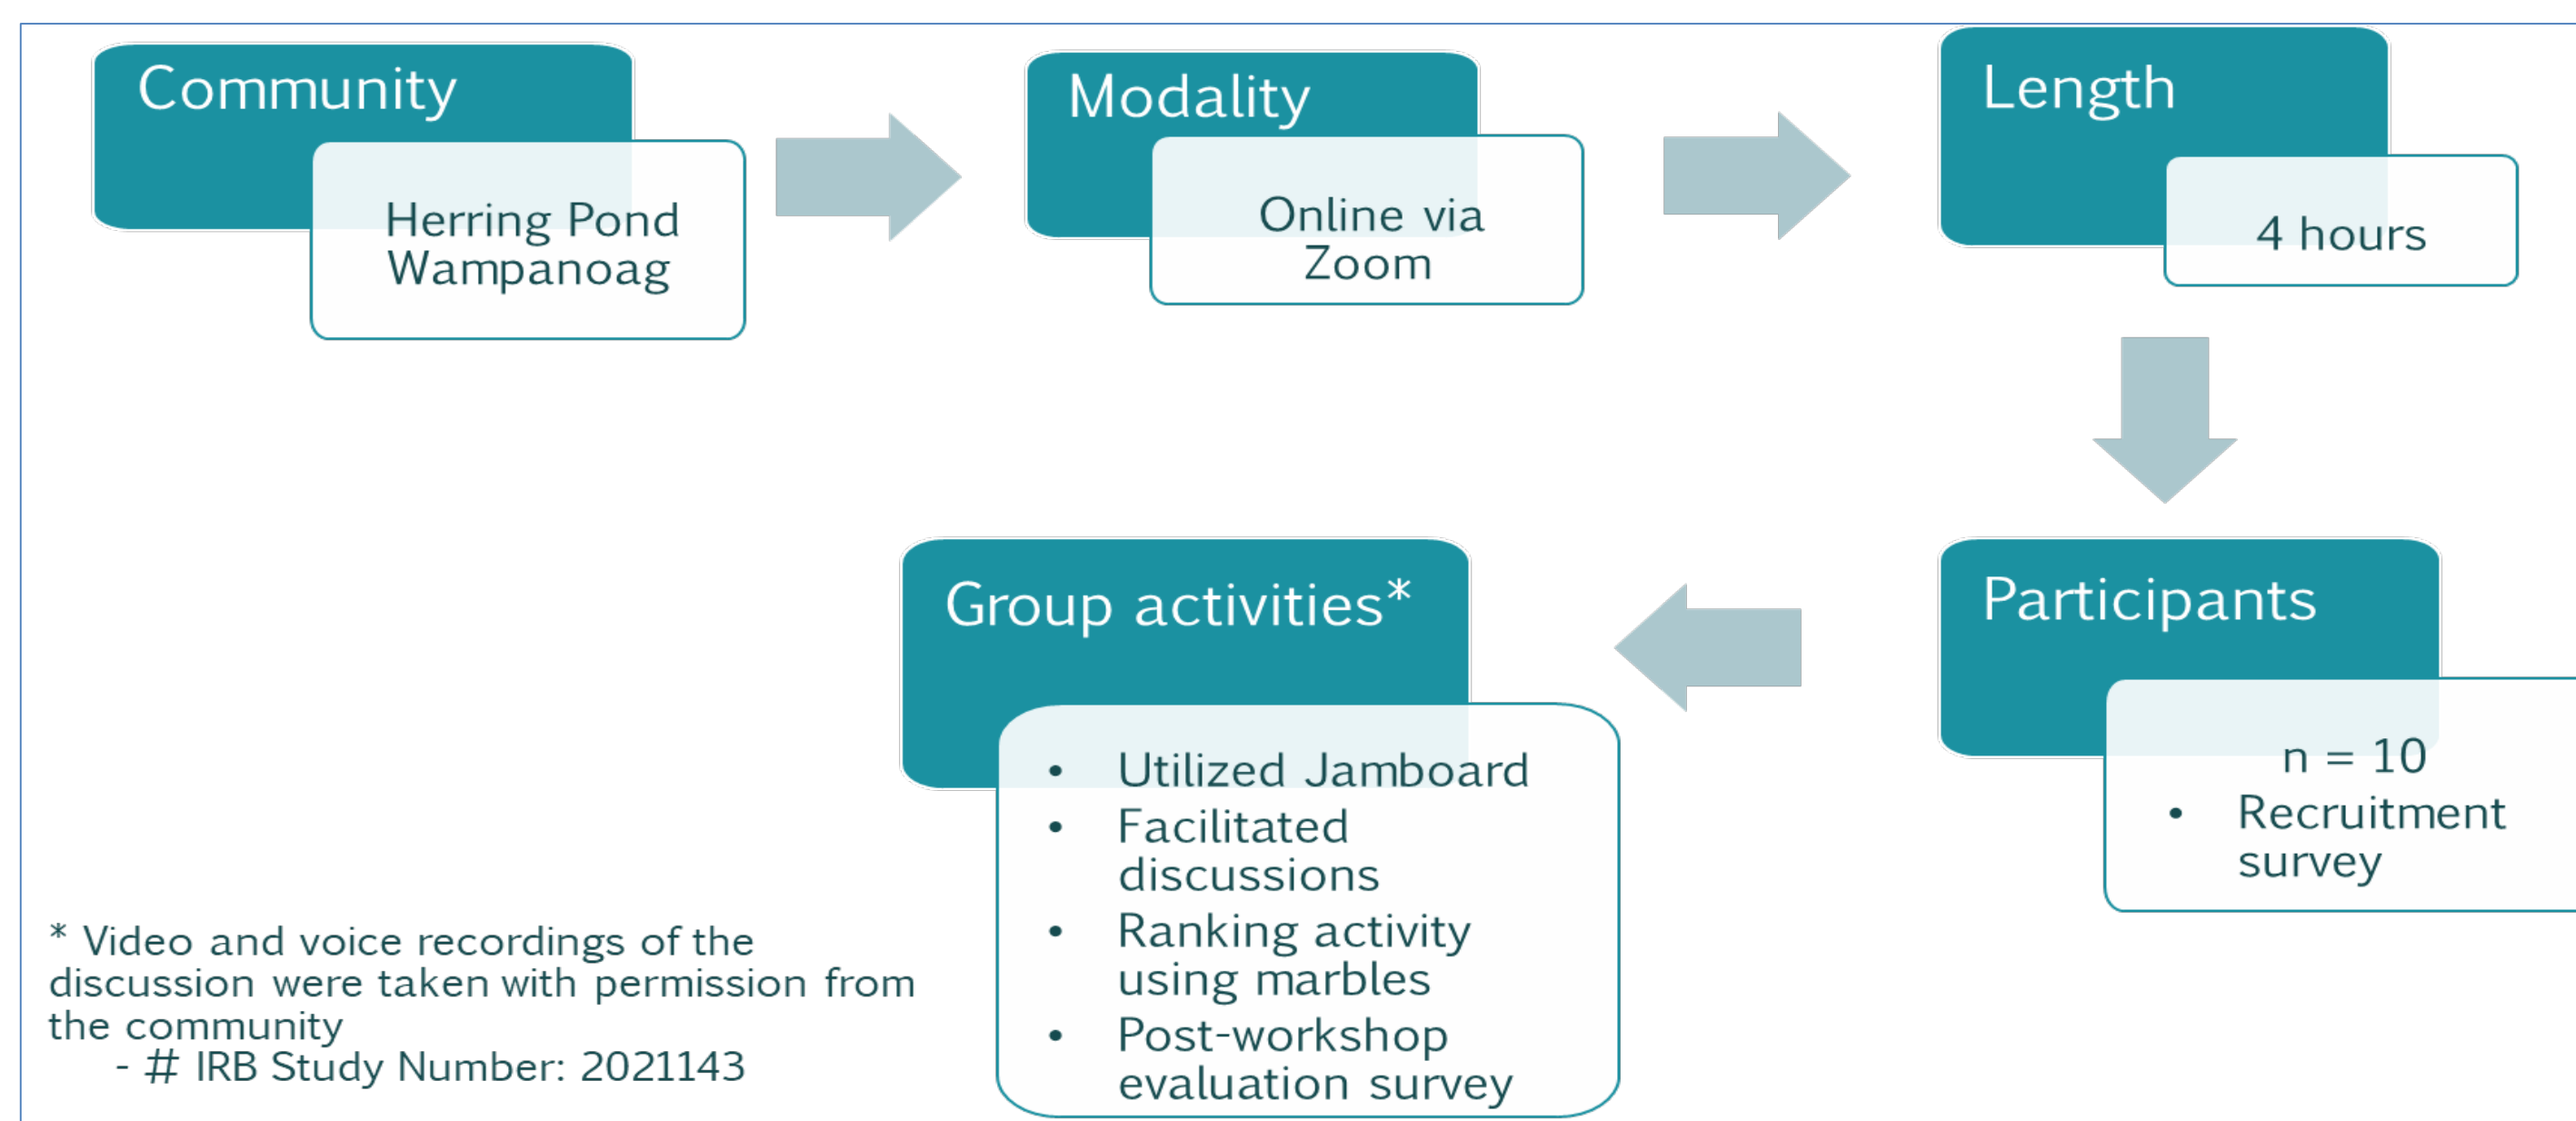 Community
Herring Pond
Wampanoag
Modality
Online via
Zoom
Length
4 hours
Participants
n = 10
• Recruitment
survey
Group activities*
• Utilized Jamboard
• Facilitated
discussions
• Ranking activity
using marbles
• Post-workshop
evaluation survey
* Video and voice recordings of the
discussion were taken with permission from
the community
- # IRB Study Number: 2021143